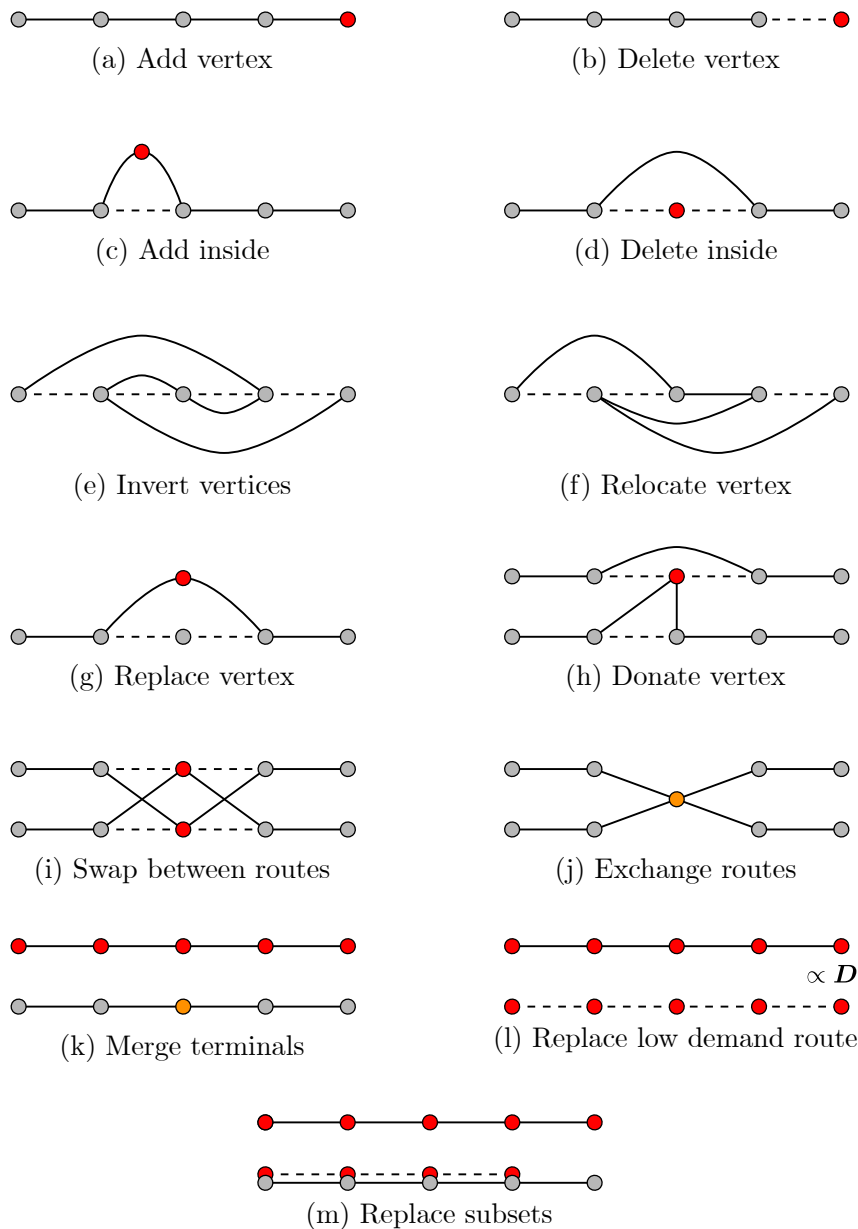 (a) Add vertex
(b) Delete vertex
(c) Add inside
(d) Delete inside
(e) Invert vertices
(f) Relocate vertex
(g) Replace vertex
(h) Donate vertex
(i) Swap between routes
(j) Exchange routes
∝ D
(k) Merge terminals
(l) Replace low demand route
(m) Replace subsets